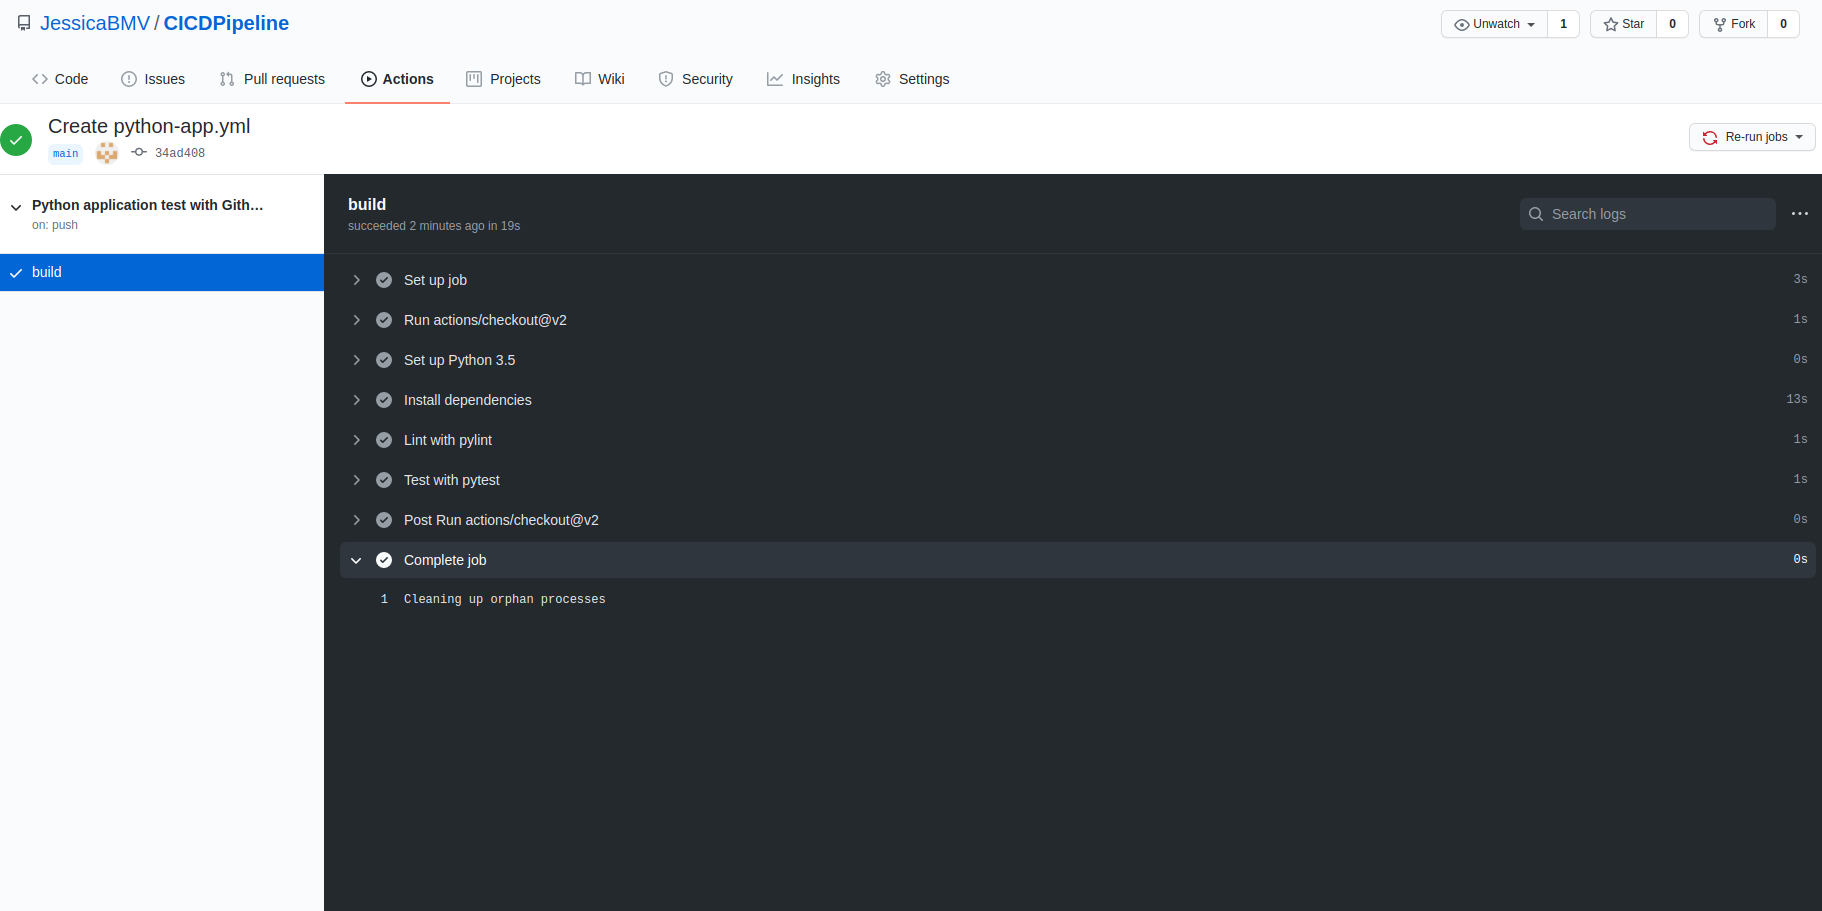 JessicaBMV / CICDPipeline
Unwatch 1 Star 0 Fork 0
Code Issues Pull requests Actions Projects Wiki Security Insights Settings
Create python-app.yml
main 34ad408
Re-run jobs
Python application test with Gith…
on: push
build
build
succeeded 2 minutes ago in 19s
Search logs
Set up job 3s
Run actions/checkout@v2 1s
Set up Python 3.5 0s
Install dependencies 13s
Lint with pylint 1s
Test with pytest 1s
Post Run actions/checkout@v2 0s
Complete job 0s
1 Cleaning up orphan processes